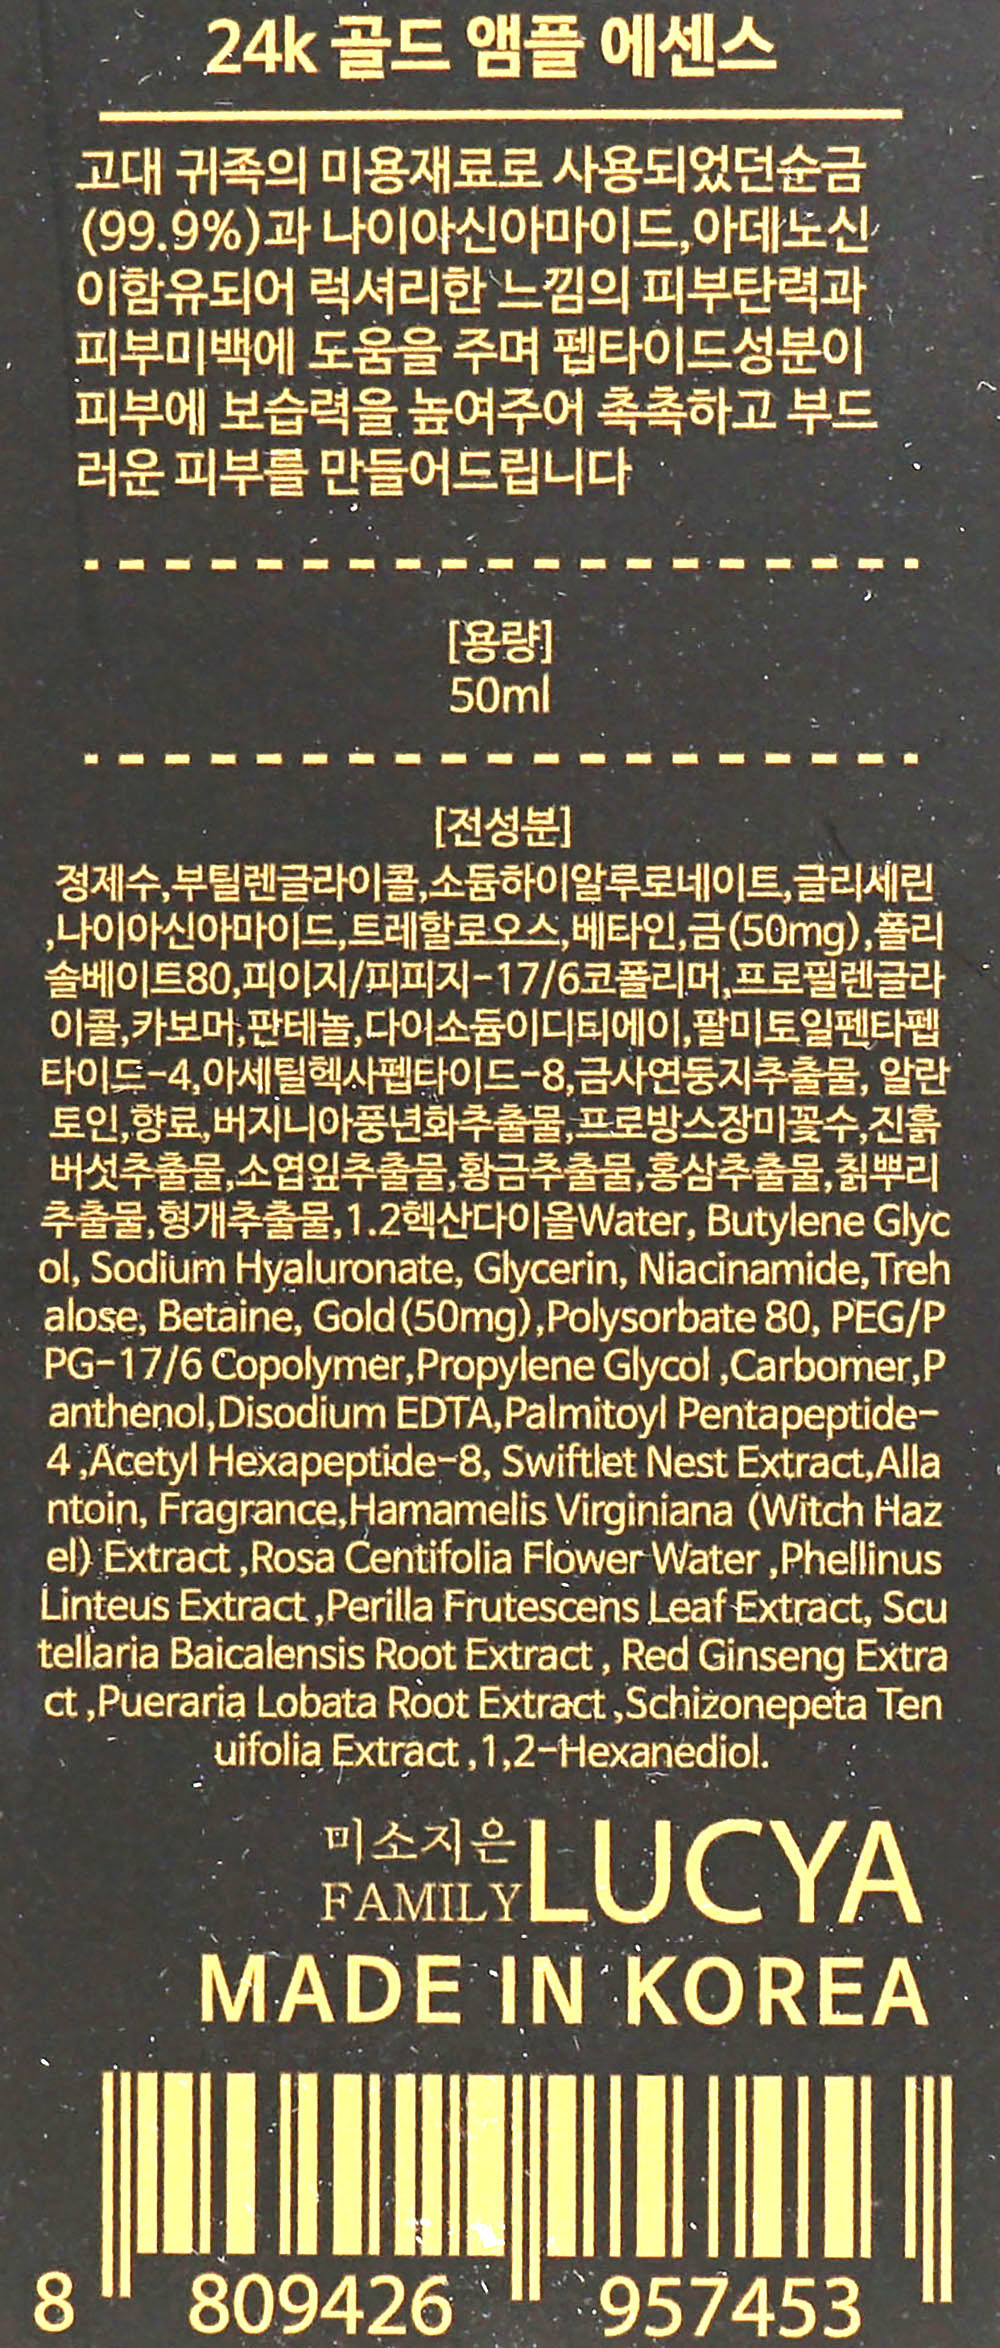 24k 골드 앰플 에센스
고대 귀족의 미용재료로 사용되었던순금
(99.9%)과 나이아신아마이드,아데노신
이함유되어 럭셔리한 느낌의 피부탄력과
피부미백에 도움을 주며 펩타이드성분이
피부에 보습력을 높여주어 촉촉하고 부드
러운 피부를 만들어드립니다
[용량]
50ml
[전성분]
정제수,부틸렌글라이콜,소듐하이알루로네이트,글리세린
,나이아신아마이드,트레할로오스,베타인,금(50mg),폴리
솔베이트80,피이지/피피지-17/6코폴리머,프로필렌글라
이콜,카보머,판테놀,다이소듐이디티에이,팔미토일펜타펩
타이드-4,아세틸헥사펩타이드-8,금사연둥지추출물, 알란
토인,향료,버지니아풍년화추출물,프로방스장미꽃수,진흙
버섯추출물,소엽잎추출물,황금추출물,홍삼추출물,칡뿌리
추출물,형개추출물,1.2헥산다이올Water, Butylene Glyc
ol, Sodium Hyaluronate, Glycerin, Niacinamide,Treh
alose, Betaine, Gold(50mg),Polysorbate 80, PEG/P
PG-17/6 Copolymer,Propylene Glycol ,Carbomer,P
anthenol,Disodium EDTA,Palmitoyl Pentapeptide-
4 ,Acetyl Hexapeptide-8, Swiftlet Nest Extract,Alla
ntoin, Fragrance,Hamamelis Virginiana (Witch Haz
el) Extract ,Rosa Centifolia Flower Water ,Phellinus
Linteus Extract ,Perilla Frutescens Leaf Extract, Scu
tellaria Baicalensis Root Extract , Red Ginseng Extra
ct ,Pueraria Lobata Root Extract ,Schizonepeta Ten
uifolia Extract ,1,2-Hexanediol.
미소지은
FAMILY LUCYA
MADE IN KOREA
8 809426 957453